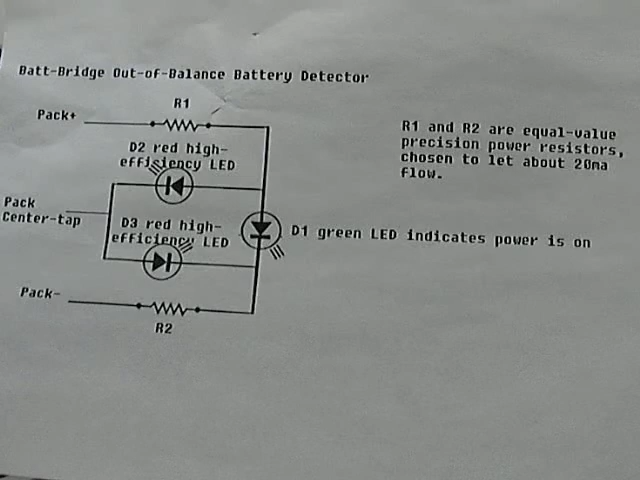 Batt-Bridge Out-of-Balance Battery Detector
R1
Pack+
R1 and R2 are equal-value
precision power resistors,
chosen to let about 20ma
flow.
D2 red high-
efficiency LED
Pack
Center-tap
D3 red high-
efficiency LED
D1 green LED indicates power is on
Pack-
R2